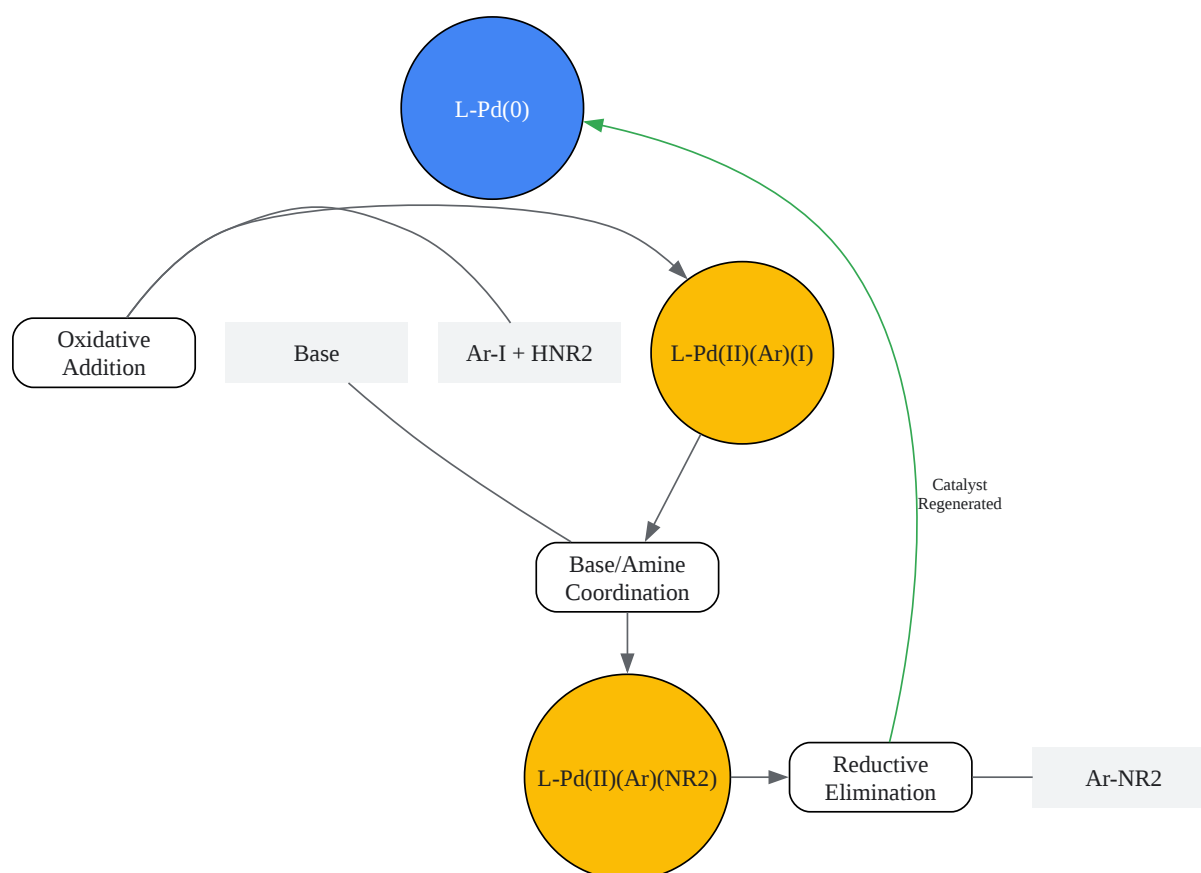 L-Pd(0)
Oxidative
Addition
Base
Ar-I + HNR2
L-Pd(II)(Ar)(I)
Catalyst
Regenerated
Base/Amine
Coordination
L-Pd(II)(Ar)(NR2)
Reductive
Elimination
Ar-NR2